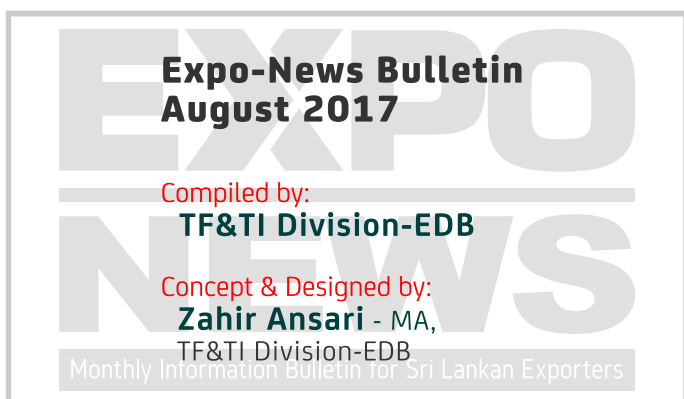 EXPO
NEWS
Monthly Information Bulletin for Sri Lankan Exporters
Expo-News Bulletin
August 2017
Compiled by:
TF&TI Division-EDB
Concept & Designed by:
Zahir Ansari - MA,
TF&TI Division-EDB